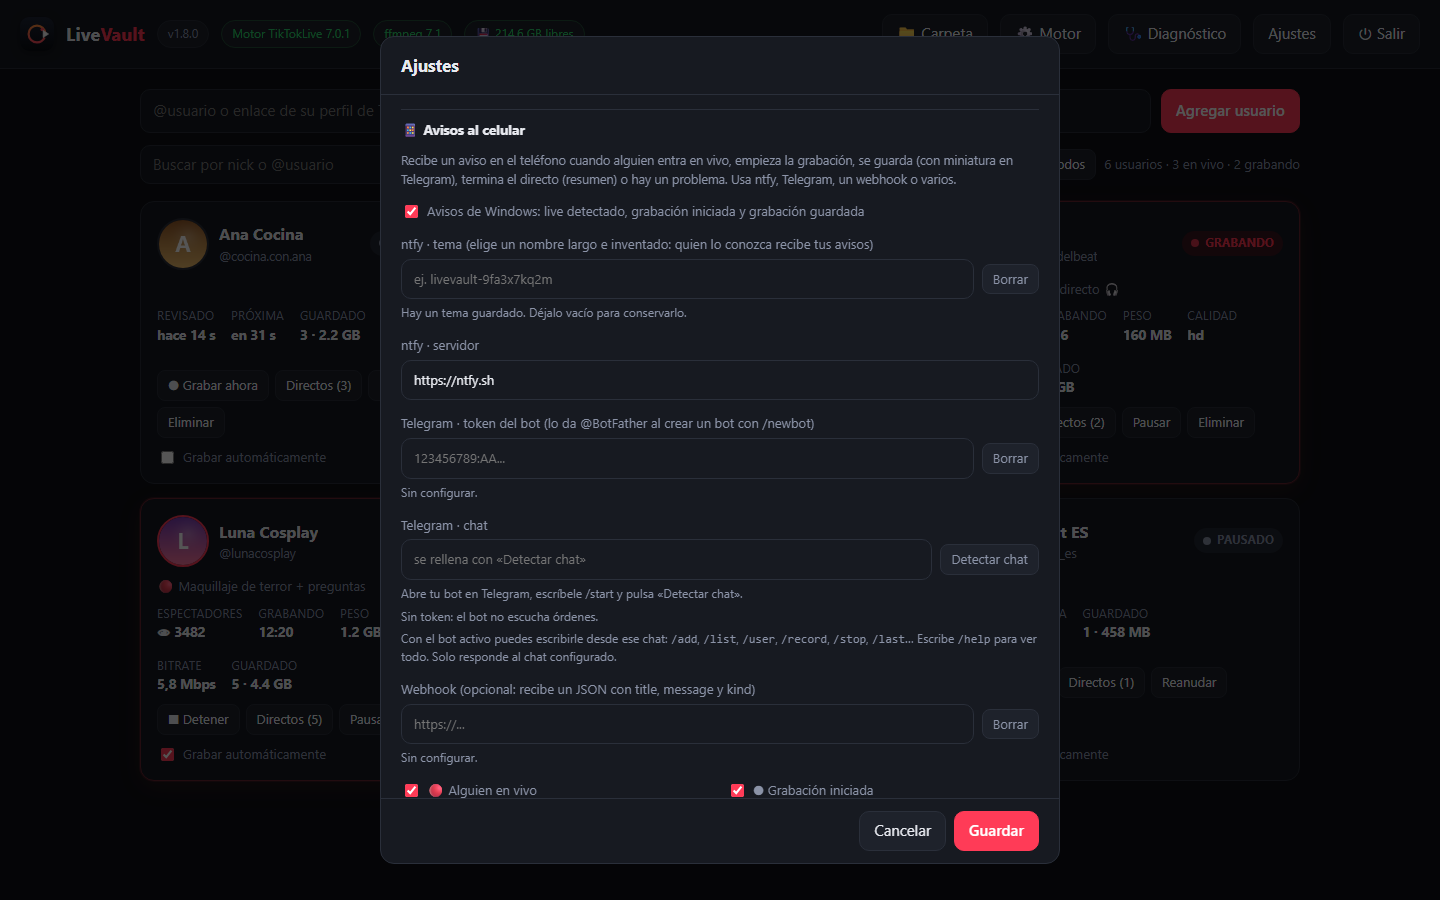 LiveVault
v1.8.0
Motor TikTokLive 7.0.1
ffmpeg 7.1
214.6 GB libres
Carpeta
Motor
Diagnóstico
Ajustes
Salir
@usuario o enlace de su perfil de
Agregar usuario
Buscar por nick o @usuario
6 usuarios · 3 en vivo · 2 grabando
A
Ana Cocina
@cocina.con.ana
REVISADO PRÓXIMA GUARDADO
hace 14 s en 31 s 3 · 2.2 GB
Grabar ahora
Directos (3)
Eliminar
Grabar automáticamente
GRABANDO
directo
PESO CALIDAD
160 MB hd
GB
(2)
Pausar
Eliminar
L
Luna Cosplay
@lunacosplay
Maquillaje de terror + preguntas
ESPECTADORES GRABANDO PESO
3482 12:20 1.2 GB
BITRATE GUARDADO
5,8 Mbps 5 · 4.4 GB
Detener
Directos (5)
Grabar automáticamente
ES
PAUSADO
GUARDADO
1 · 458 MB
Directos (1)
Reanudar
Ajustes
Avisos al celular
Recibe un aviso en el teléfono cuando alguien entra en vivo, empieza la grabación, se guarda (con miniatura en
Telegram), termina el directo (resumen) o hay un problema. Usa ntfy, Telegram, un webhook o varios.
Avisos de Windows: live detectado, grabación iniciada y grabación guardada
ntfy · tema (elige un nombre largo e inventado: quien lo conozca recibe tus avisos)
ej. livevault-9fa3x7kq2m
Borrar
Hay un tema guardado. Déjalo vacío para conservarlo.
ntfy · servidor
https://ntfy.sh
Telegram · token del bot (lo da @BotFather al crear un bot con /newbot)
123456789:AA...
Borrar
Sin configurar.
Telegram · chat
se rellena con «Detectar chat»
Detectar chat
Abre tu bot en Telegram, escríbele /start y pulsa «Detectar chat».
Sin token: el bot no escucha órdenes.
Con el bot activo puedes escribirle desde ese chat: /add, /list, /user, /record, /stop, /last... Escribe /help para ver
todo. Solo responde al chat configurado.
Webhook (opcional: recibe un JSON con title, message y kind)
https://...
Borrar
Sin configurar.
Alguien en vivo
Grabación iniciada
Cancelar
Guardar